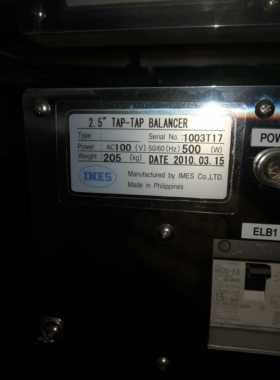 2.5" TAP-TAP BALANCER
Type Serial No. 1003T17
Power AC100 (V) 50/60 (Hz) 500 (W)
Weight 205 (kg) DATE 2010.03.15
IMES
Manufactured by IMES CO.,LTD.
Made in Philippines
POW
ELB1